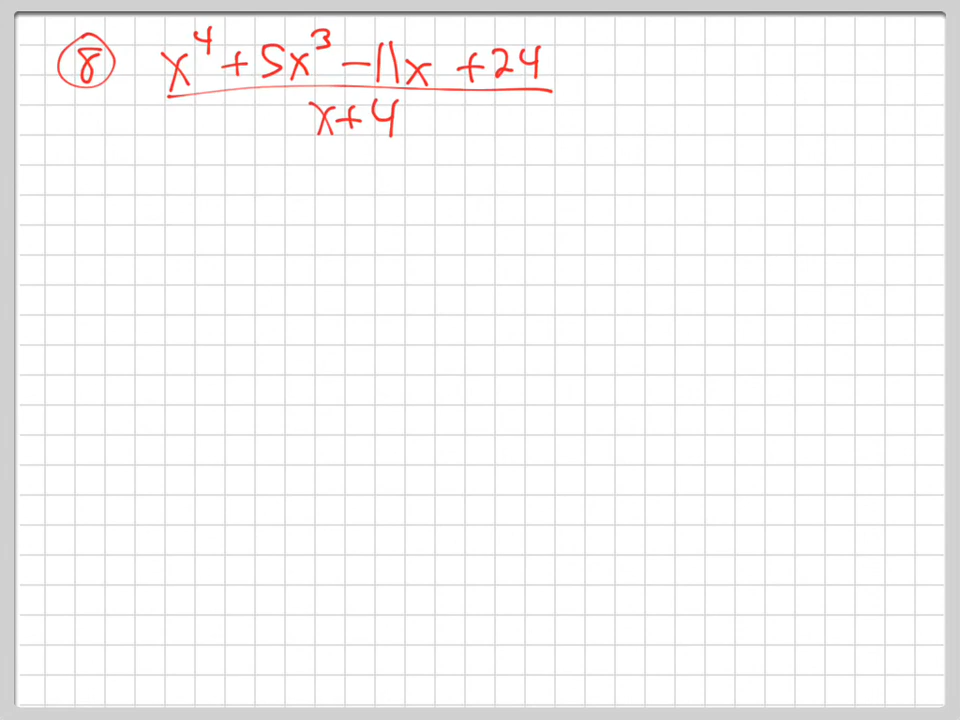 ⑧ x⁴ + 5x³ - 11x + 24
x + 4